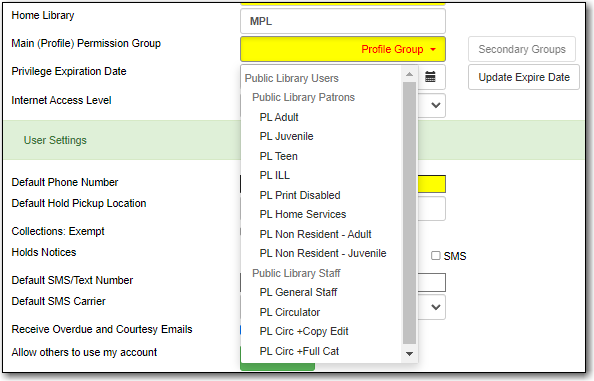 Home Library
MPL
Main (Profile) Permission Group
Profile Group
Secondary Groups
Privilege Expiration Date
Update Expire Date
Internet Access Level
Public Library Users
Public Library Patrons
PL Adult
PL Juvenile
PL Teen
PL ILL
PL Print Disabled
PL Home Services
PL Non Resident - Adult
PL Non Resident - Juvenile
Public Library Staff
PL General Staff
PL Circulator
PL Circ +Copy Edit
PL Circ +Full Cat
User Settings
Default Phone Number
Default Hold Pickup Location
Collections: Exempt
Holds Notices
SMS
Default SMS/Text Number
Default SMS Carrier
Receive Overdue and Courtesy Emails
Allow others to use my account